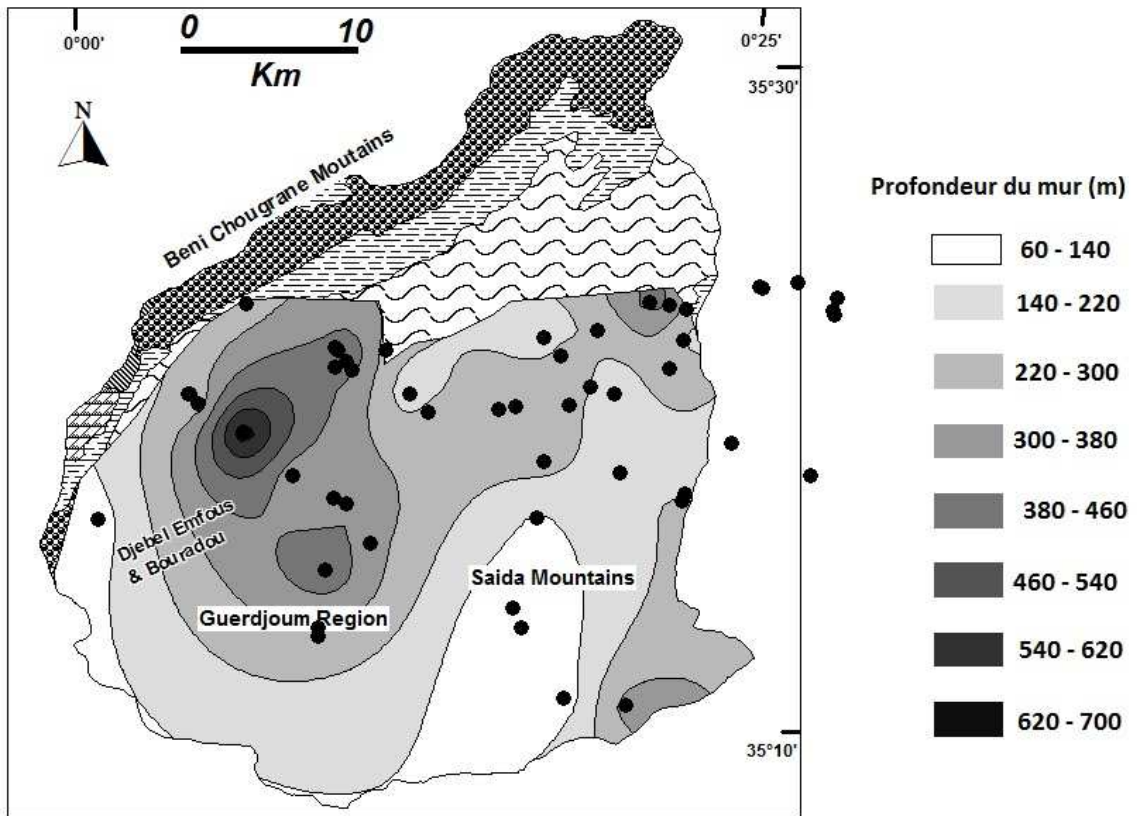 0°00'
0
10
Km
0°25'
35°30'
N
Beni Chougrane Moutains
Profondeur du mur (m)
60 - 140
140 - 220
220 - 300
300 - 380
380 - 460
460 - 540
540 - 620
620 - 700
Djebel Emfous
& Bouradou
Saida Mountains
Guerdjoum Region
35°10'